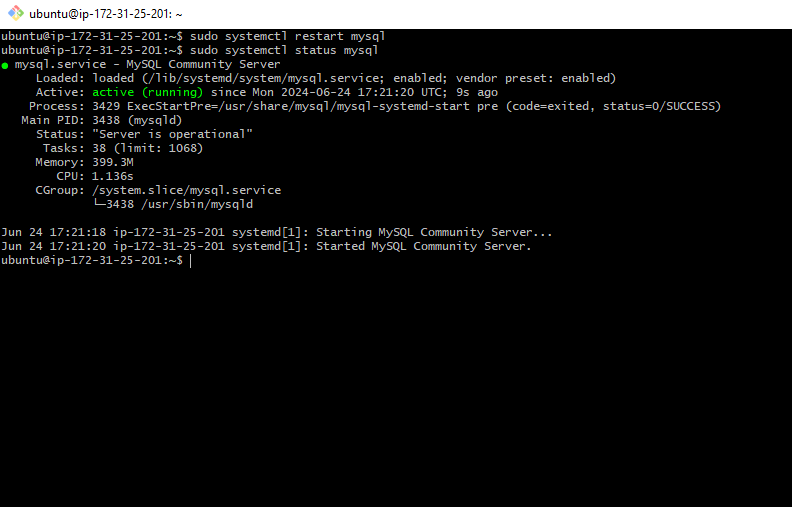 ubuntu@ip-172-31-25-201: ~
ubuntu@ip-172-31-25-201:~$ sudo systemctl restart mysql
ubuntu@ip-172-31-25-201:~$ sudo systemctl status mysql
● mysql.service - MySQL Community Server
Loaded: loaded (/lib/systemd/system/mysql.service; enabled; vendor preset: enabled)
Active: active (running) since Mon 2024-06-24 17:21:20 UTC; 9s ago
Process: 3429 ExecStartPre=/usr/share/mysql/mysql-systemd-start pre (code=exited, status=0/SUCCESS)
Main PID: 3438 (mysqld)
Status: "Server is operational"
Tasks: 38 (limit: 1068)
Memory: 399.3M
CPU: 1.136s
CGroup: /system.slice/mysql.service
└─3438 /usr/sbin/mysqld
Jun 24 17:21:18 ip-172-31-25-201 systemd[1]: Starting MySQL Community Server...
Jun 24 17:21:20 ip-172-31-25-201 systemd[1]: Started MySQL Community Server.
ubuntu@ip-172-31-25-201:~$